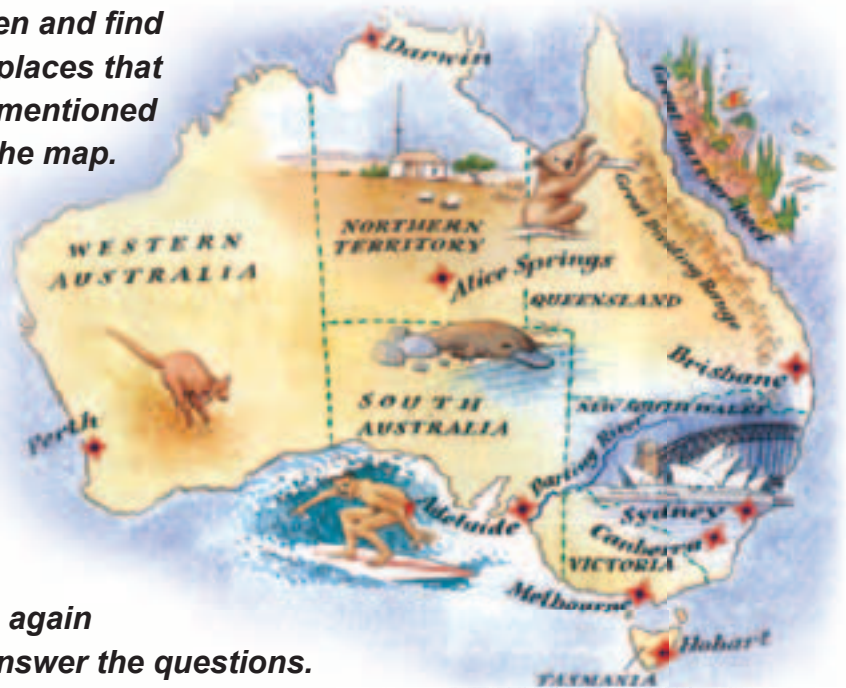 en and find
places that
mentioned
he map.
Darwin
Great Barrier Reef
Great Dividing Range
WESTERN
AUSTRALIA
NORTHERN
TERRITORY
Alice Springs
QUEENSLAND
Brisbane
SOUTH
AUSTRALIA
NEW SOUTH WALES
Perth
Darling River
Adelaide
Sydney
Canberra
VICTORIA
Melbourne
Hobart
TASMANIA
again
nswer the questions.